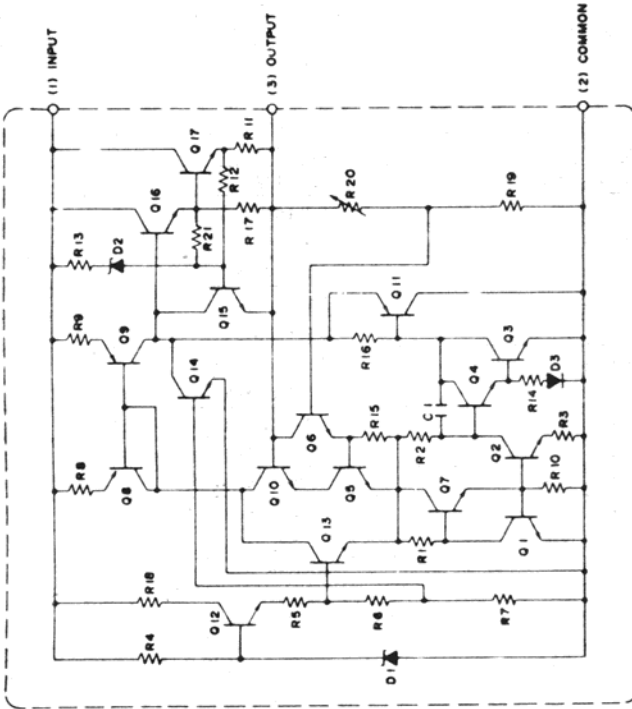 (1) INPUT
(3) OUTPUT
(2) COMMON
R4
R18
Q12
R5
R6
R7
D1
R8
Q8
Q13
Q10
Q5
R1
Q7
Q1
R10
R9
Q9
Q14
Q6
R15
R2
C1
Q2
R3
Q4
R14
D3
Q3
R16
Q11
R13
D2
Q15
R21
Q16
Q17
R12
R11
R17
R20
R19